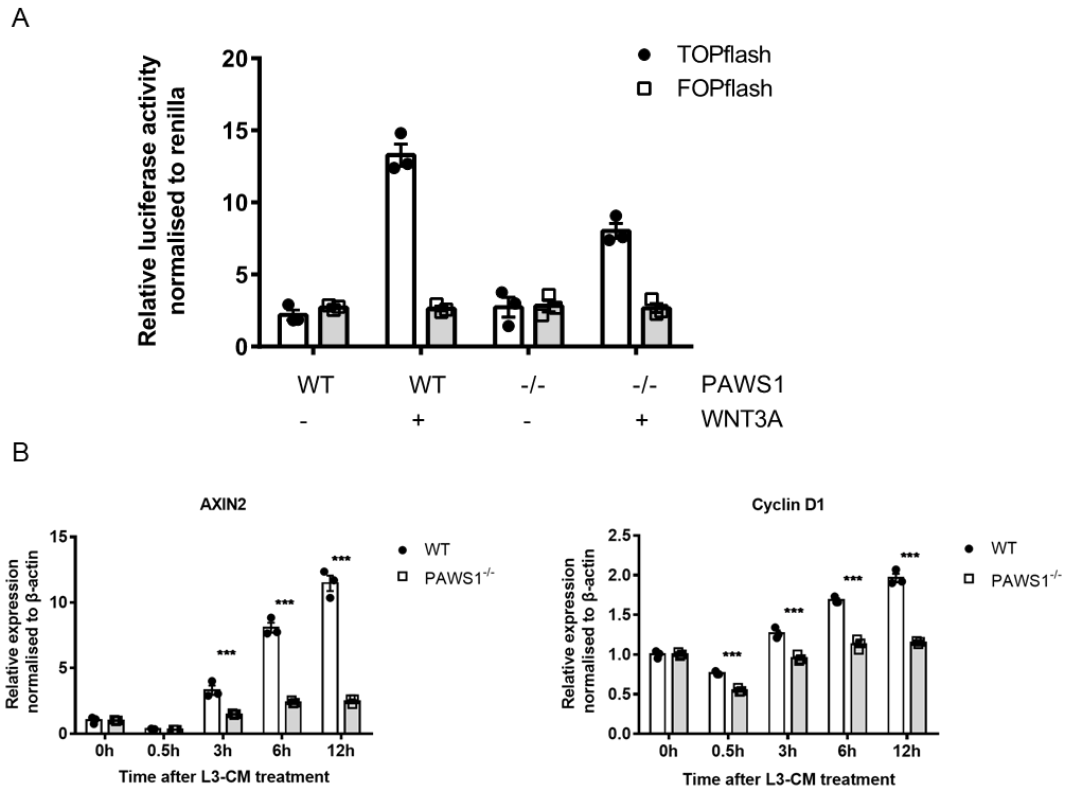 A
Relative luciferase activity
normalised to renilla
20
15
10
5
0
TOPflash
FOPflash
WT WT -/- -/- PAWS1
- + - + WNT3A
B
AXIN2
Relative expression
normalised to β-actin
15
10
5
0
***
***
***
WT
PAWS1-/-
0h 0.5h 3h 6h 12h
Time after L3-CM treatment
Cyclin D1
Relative expression
normalised to β-actin
2.5
2.0
1.5
1.0
0.5
0.0
***
***
***
***
WT
PAWS1-/-
0h 0.5h 3h 6h 12h
Time after L3-CM treatment